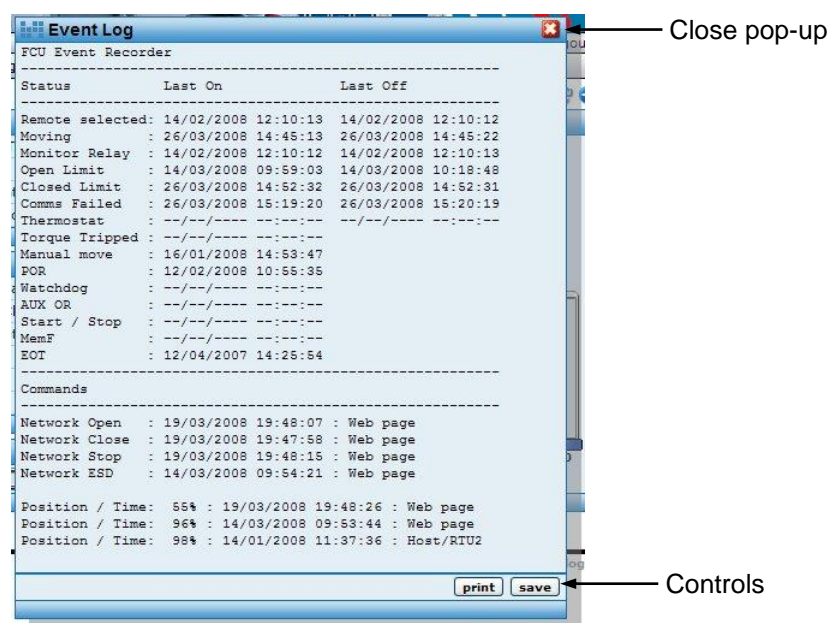 Event Log
Close pop-up
FCU Event Recorder
Status Last On Last Off
Remote selected: 14/02/2008 12:10:13 14/02/2008 12:10:12
Moving : 26/03/2008 14:45:13 26/03/2008 14:45:22
Monitor Relay : 14/02/2008 12:10:12 14/02/2008 12:10:13
Open Limit : 14/03/2008 09:59:03 14/03/2008 10:18:48
Closed Limit : 26/03/2008 14:52:32 26/03/2008 14:52:31
Comms Failed : 26/03/2008 15:19:20 26/03/2008 15:20:19
Thermostat : --/--/---- --:--:-- --/--/---- --:--:--
Torque Tripped : --/--/---- --:--:--
Manual move : 16/01/2008 14:53:47
POR : 12/02/2008 10:55:35
Watchdog : --/--/---- --:--:--
AUX OR : --/--/---- --:--:--
Start / Stop : --/--/---- --:--:--
MemF : --/--/---- --:--:--
EOT : 12/04/2007 14:25:54
Commands
Network Open : 19/03/2008 19:48:07 : Web page
Network Close : 19/03/2008 19:47:58 : Web page
Network Stop : 19/03/2008 19:48:15 : Web page
Network ESD : 14/03/2008 09:54:21 : Web page
Position / Time: 55% : 19/03/2008 19:48:26 : Web page
Position / Time: 96% : 14/03/2008 09:53:44 : Web page
Position / Time: 98% : 14/01/2008 11:37:36 : Host/RTU2
print save
Controls